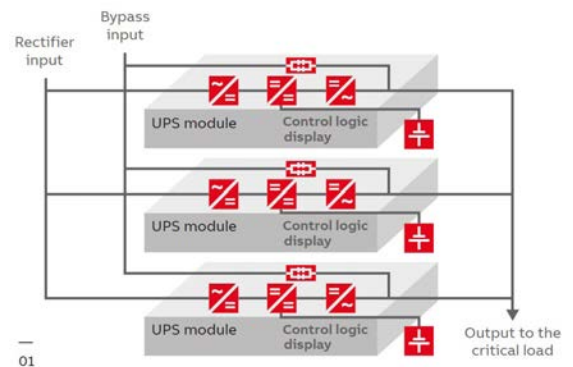 Bypass
input
Rectifier
input
UPS module
Control logic
display
UPS module
Control logic
display
UPS module
Control logic
display
Output to the
critical load
01